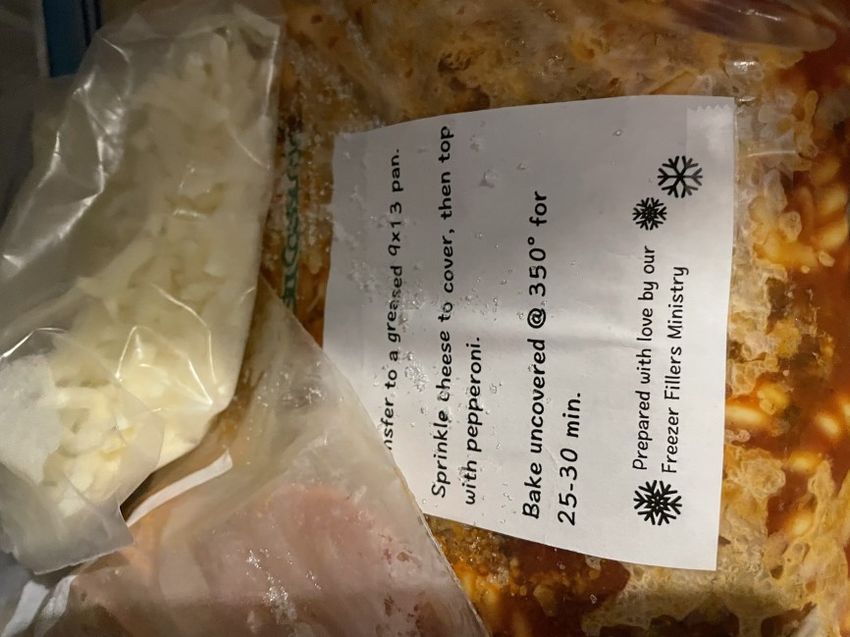 to a greased 9x13 pan.
Sprinkle cheese to cover, then top
with pepperoni.
Bake uncovered @ 350° for
25-30 min.
Prepared with love by our
Freezer Fillers Ministry